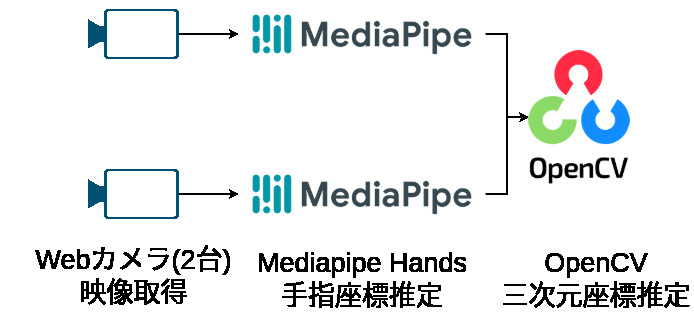 MediaPipe
MediaPipe
OpenCV
Webカメラ(2台)
映像取得
Mediapipe Hands
手指座標推定
OpenCV
三次元座標推定